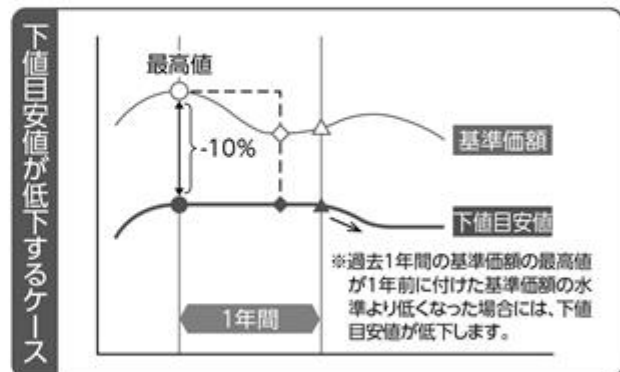 下値目安値が低下するケース
最高値
-10%
基準価額
下値目安値
※過去1年間の基準価額の最高値
が1年前に付けた基準価額の水
準より低くなった場合には、下値
目安値が低下します。
1年間